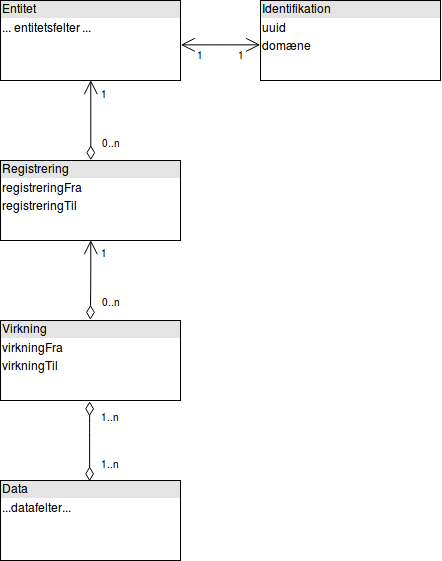 Entitet
... entitetsfelter ...
Identifikation
uuid
domæne
1
1
1
0..n
Registrering
registreringFra
registreringTil
1
0..n
Virkning
virkningFra
virkningTil
1..n
1..n
Data
...datafelter...